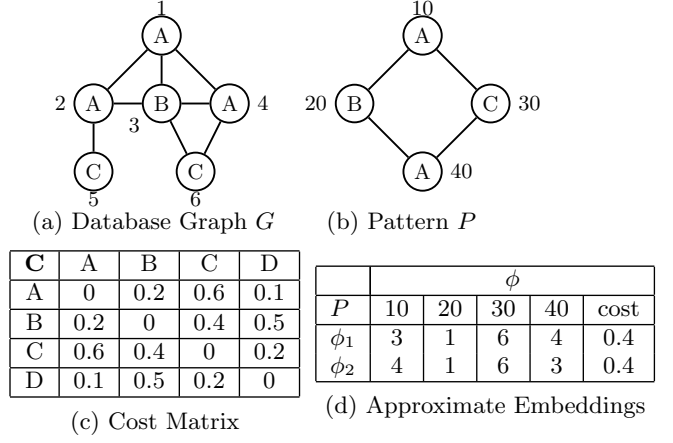 1 10
A A
2 A B A 4 20 B C 30
3
C C A 40
5 6
(a) Database Graph G (b) Pattern P
C A B C D
A 0 0.2 0.6 0.1
B 0.2 0 0.4 0.5
C 0.6 0.4 0 0.2
D 0.1 0.5 0.2 0
(c) Cost Matrix
ϕ
P 10 20 30 40 cost
ϕ1 3 1 6 4 0.4
ϕ2 4 1 6 3 0.4
(d) Approximate Embeddings